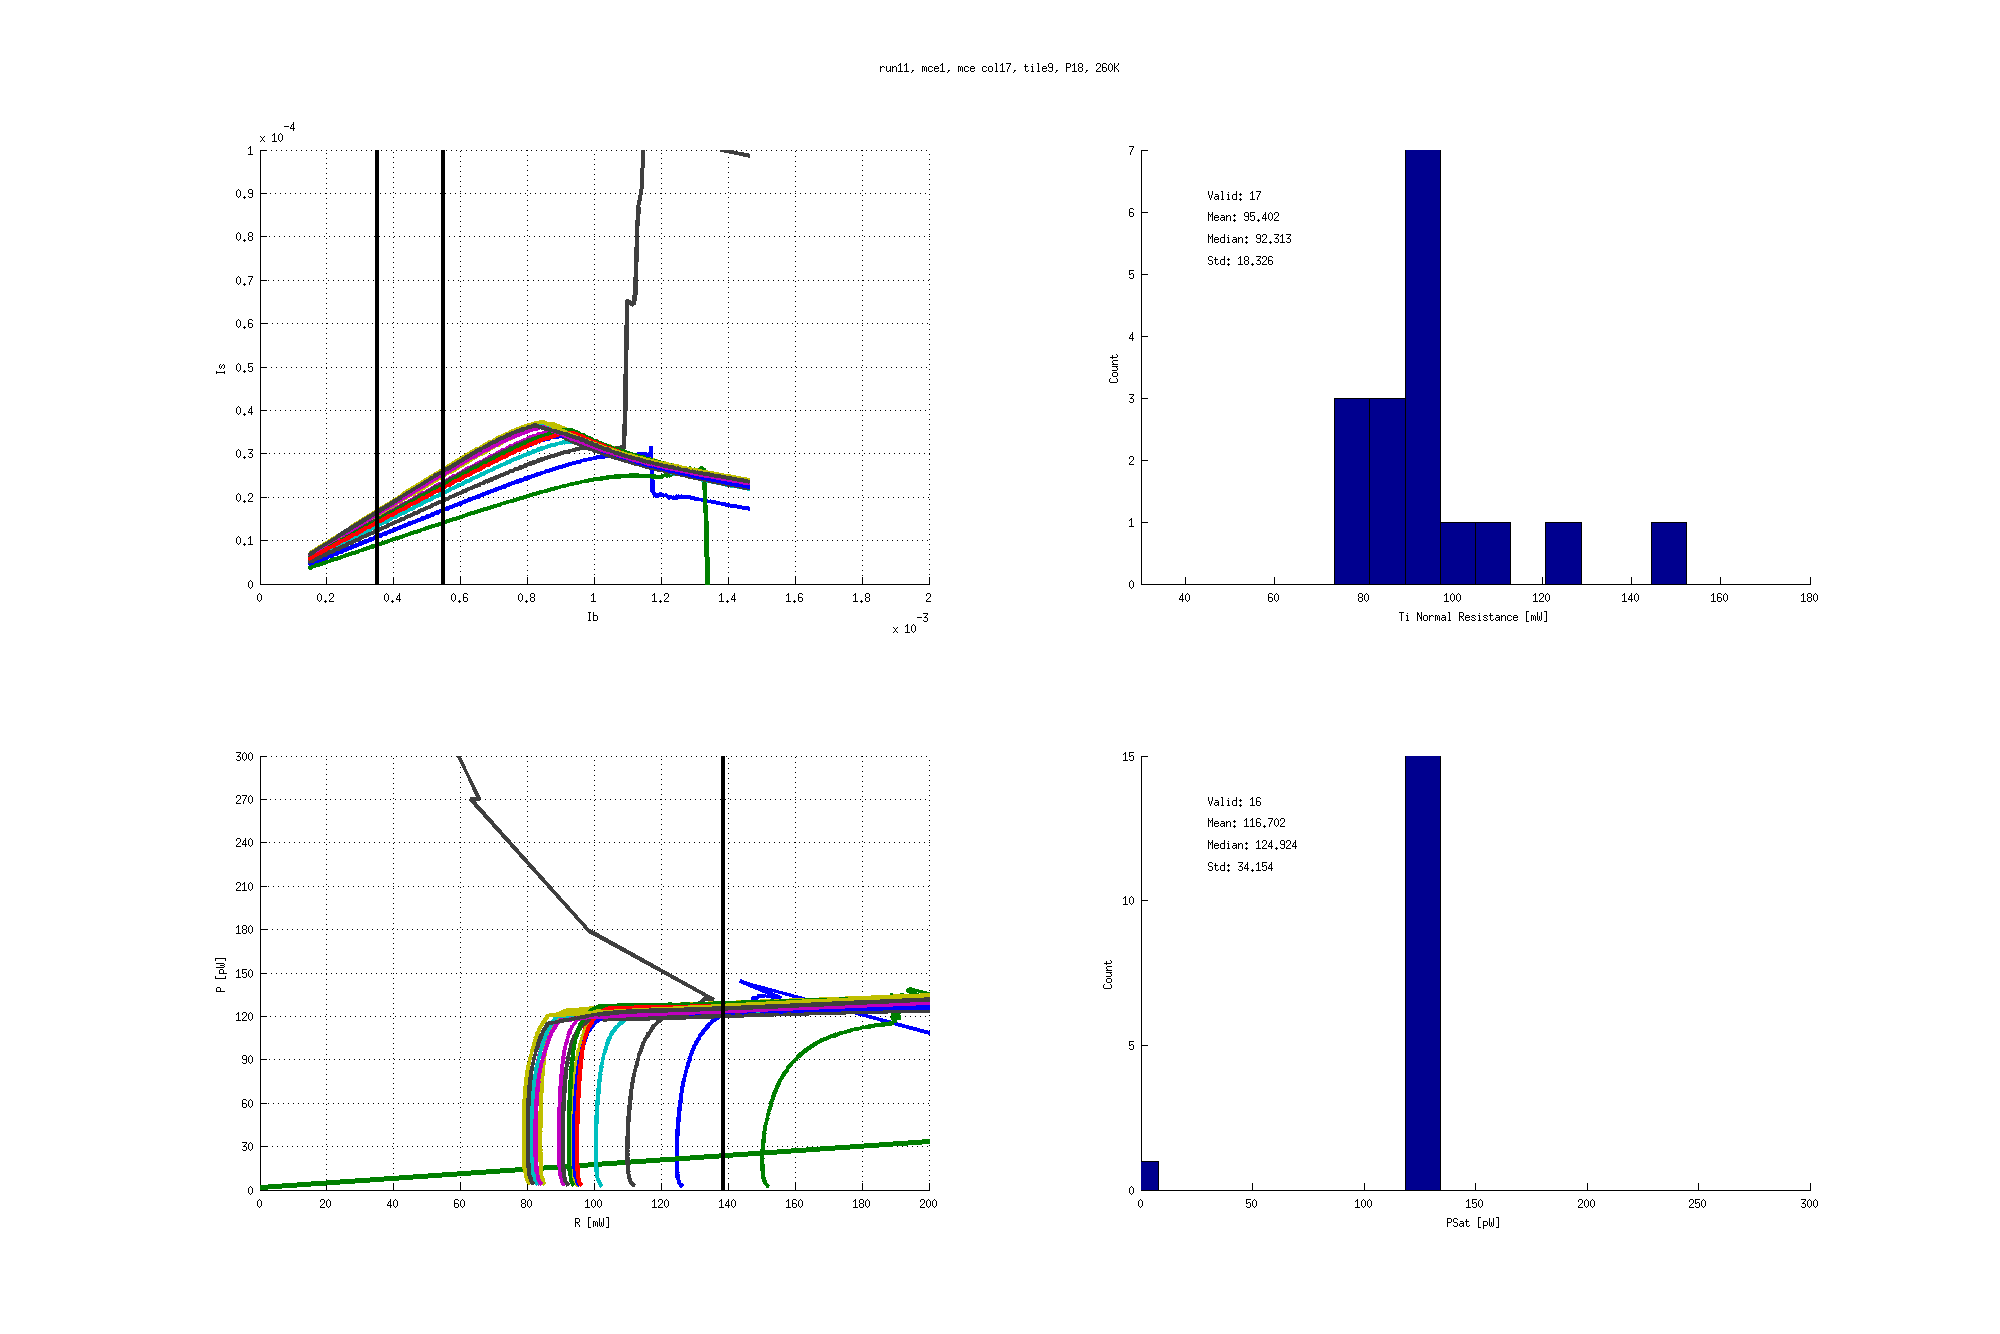 run11, mce1, mce col17, tile9, P18, 260K
x 10^-4
1
0.9
0.8
0.7
0.6
0.5
0.4
0.3
0.2
0.1
0
Is
0 0.2 0.4 0.6 0.8 1 1.2 1.4 1.6 1.8 2
Ib
x 10^-3
7
6
5
4
3
2
1
0
Count
Valid: 17
Mean: 95.402
Median: 92.313
Std: 18.326
40 60 80 100 120 140 160 180
Ti Normal Resistance [mW]
300
270
240
210
180
150
120
90
60
30
0
P [pW]
0 20 40 60 80 100 120 140 160 180 200
R [mW]
15
10
5
0
Count
Valid: 16
Mean: 116.702
Median: 124.924
Std: 34.154
0 50 100 150 200 250 300
PSat [pW]